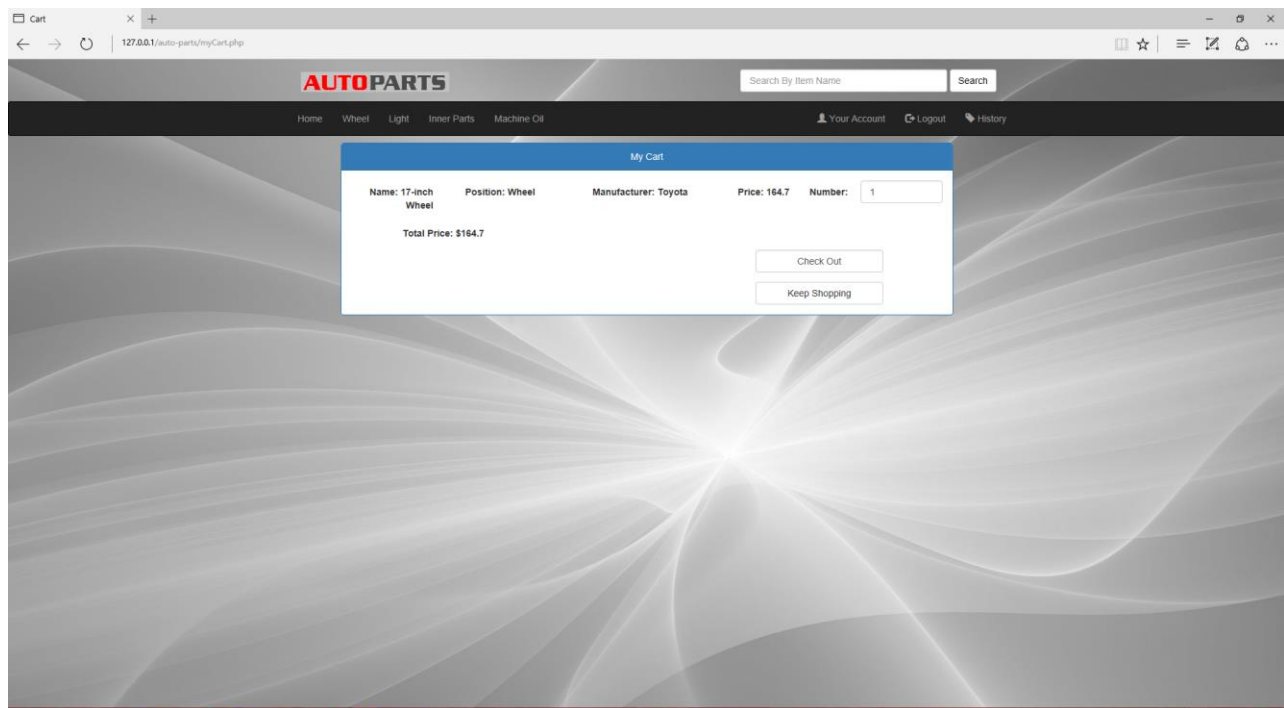 Cart
127.0.0.1/auto-parts/myCart.php
AUTOPARTS
Search By Item Name
Search
Home Wheel Light Inner Parts Machine Oil Your Account Logout History
My Cart
Name: 17-inch Position: Wheel Manufacturer: Toyota Price: 164.7 Number: 1
Wheel
Total Price: $164.7
Check Out
Keep Shopping